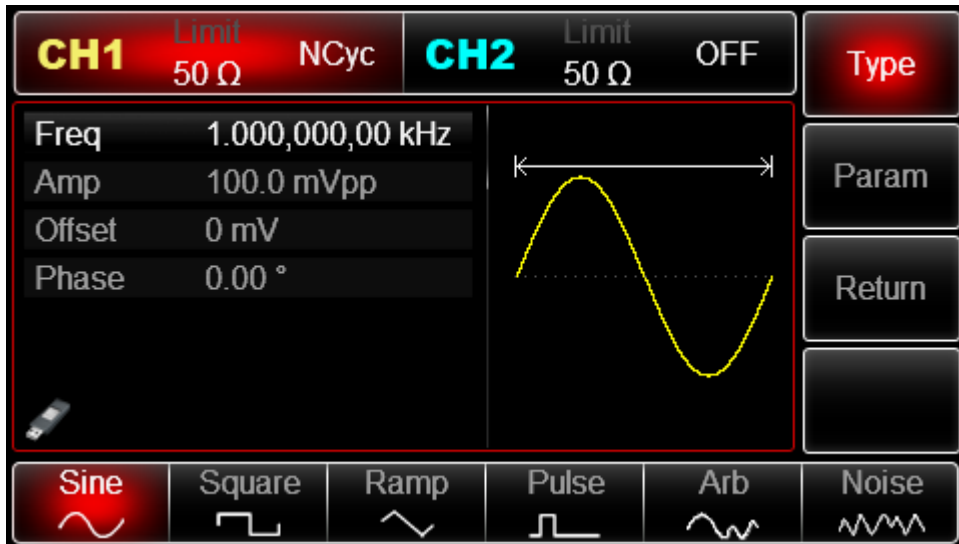 CH1 Limit 50 Ω NCyc CH2 Limit 50 Ω OFF
Type
Freq 1.000,000,00 kHz
Amp 100.0 mVpp
Offset 0 mV
Phase 0.00 °
Param
Return
Sine Square Ramp Pulse Arb Noise